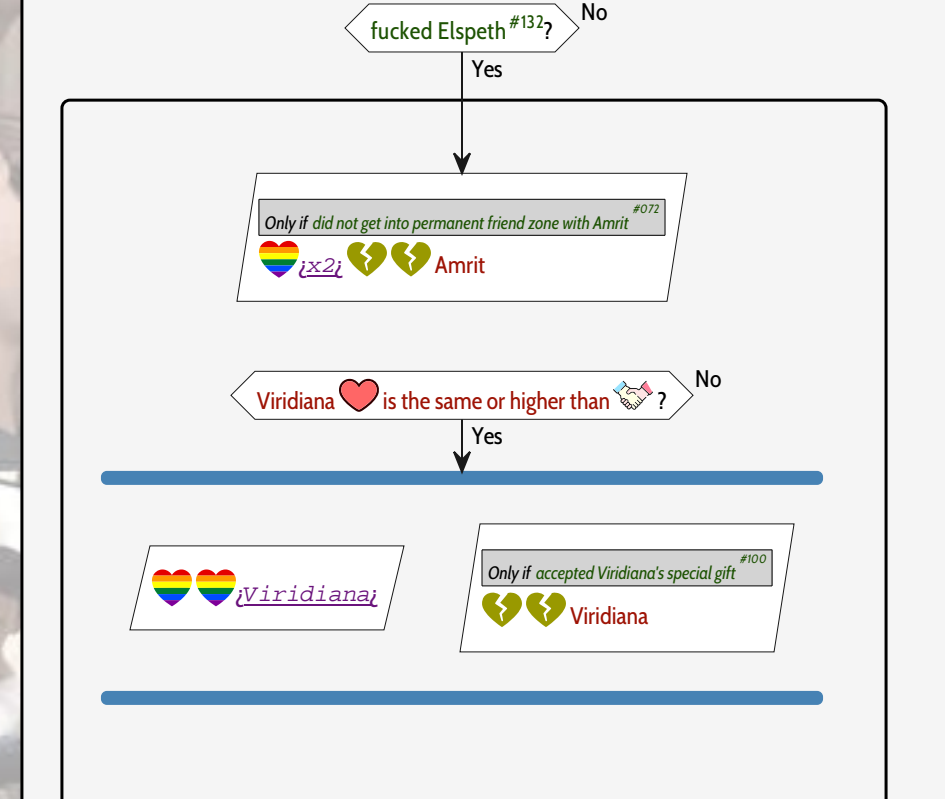 fucked Elspeth #132?
No
Yes
#072
Only if did not get into permanent friend zone with Amrit
¿x2¿ Amrit
Viridiana is the same or higher than ?
No
Yes
¿Viridiana¿
#100
Only if accepted Viridiana's special gift
Viridiana